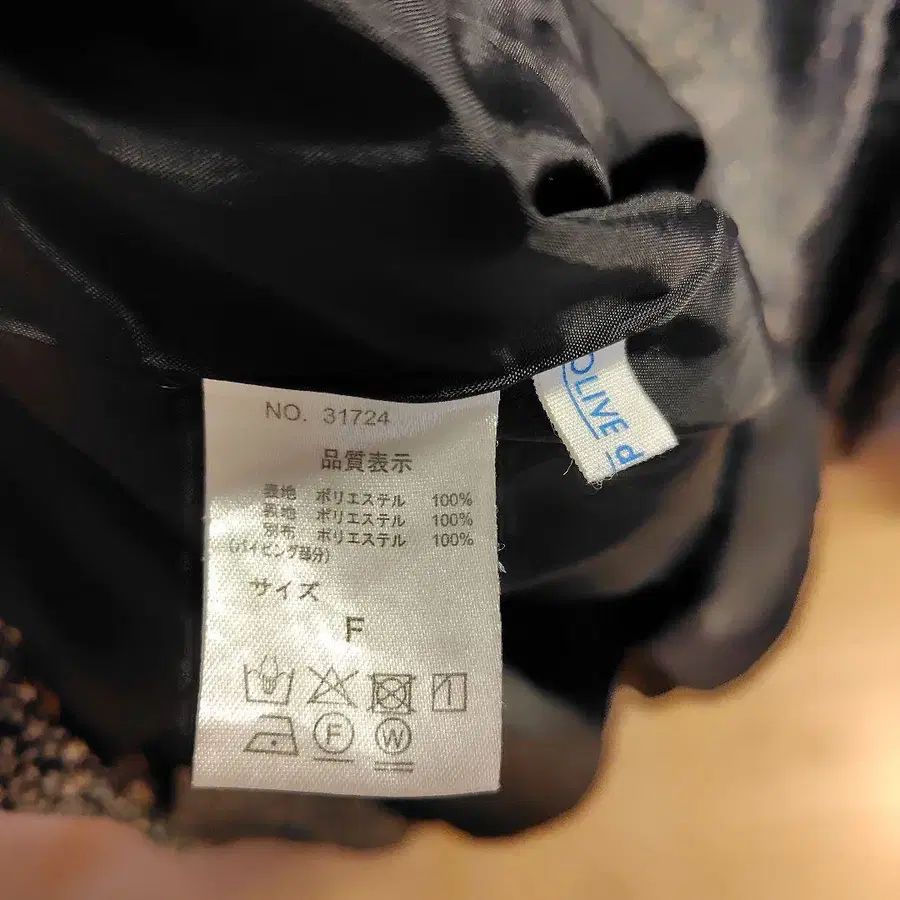 NO. 31724
品質表示
表地 ポリエステル 100%
表地 ポリエステル 100%
別布 ポリエステル 100%
(パイピング部分)
サイズ
F
F W
OLIVE